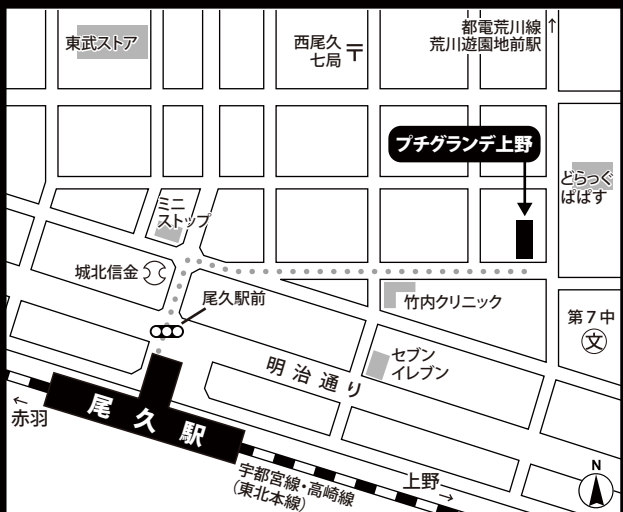 東武ストア
西尾久
七局
都電荒川線 ↑
荒川遊園地前駅
プチグランデ上野
どらっぐ
ぱぱす
ミニ
ストップ
城北信金
尾久駅前
竹内クリニック
第7中
文
セブン
イレブン
明治通り
← 赤羽
尾久駅
宇都宮線・高崎線
(東北本線)
上野 →
N